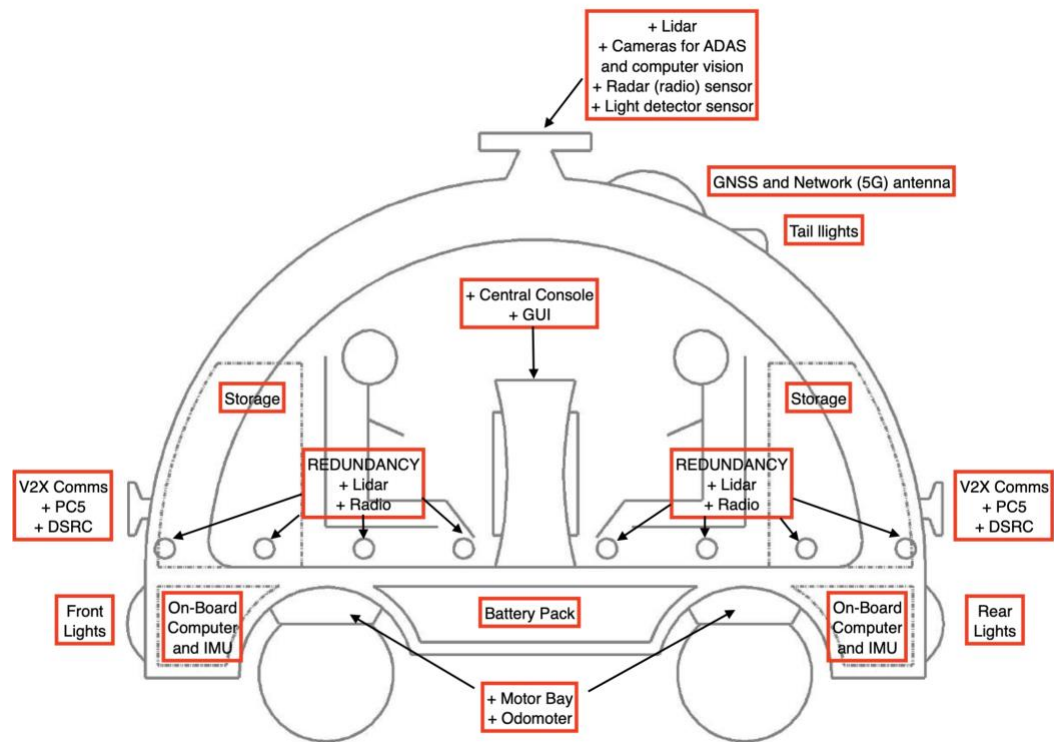 + Lidar
+ Cameras for ADAS
and computer vision
+ Radar (radio) sensor
+ Light detector sensor
GNSS and Network (5G) antenna
Tail llights
+ Central Console
+ GUI
Storage
Storage
REDUNDANCY
+ Lidar
+ Radio
REDUNDANCY
+ Lidar
+ Radio
V2X Comms
+ PC5
+ DSRC
V2X Comms
+ PC5
+ DSRC
Front
Lights
On-Board
Computer
and IMU
Battery Pack
On-Board
Computer
and IMU
Rear
Lights
+ Motor Bay
+ Odomoter